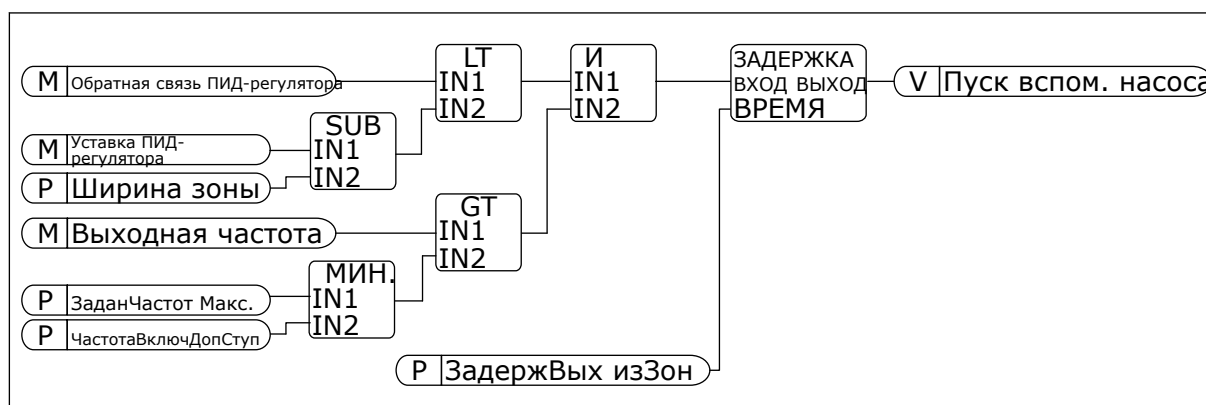 LT
IN1
IN2
И
IN1
IN2
ЗАДЕРЖКА
ВХОД ВЫХОД
ВРЕМЯ
M Обратная связь ПИД-регулятора
V Пуск вспом. насоса
SUB
IN1
IN2
M Уставка ПИД-
регулятора
P Ширина зоны
GT
IN1
IN2
M Выходная частота
МИН.
IN1
IN2
P ЗаданЧастот Макс.
P ЧастотаВключДопСтуп
P ЗадержВых изЗон